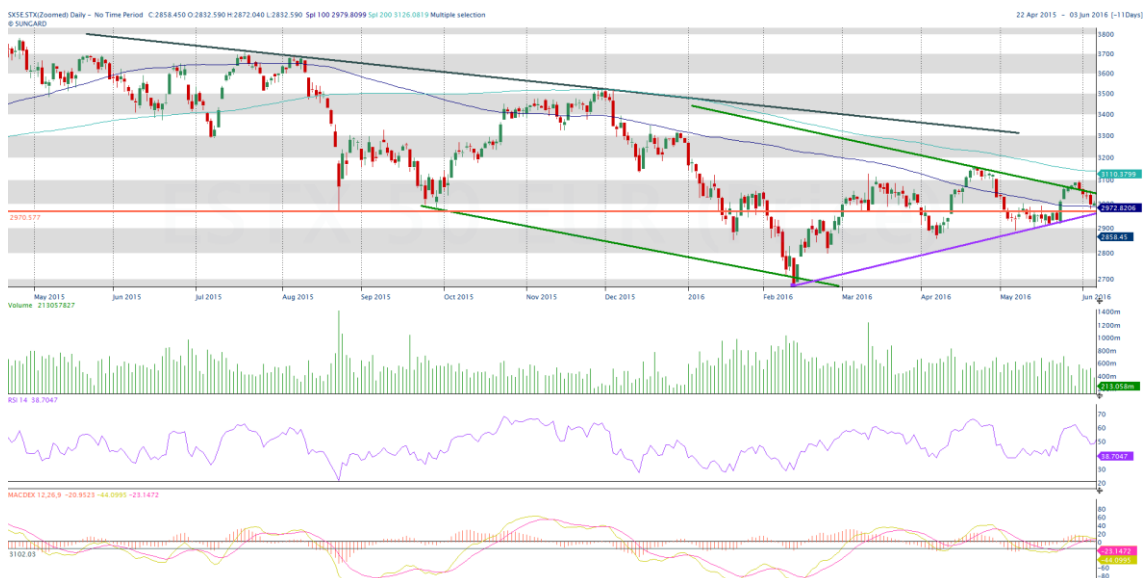 SX5E.STX(Zoomed) Daily - No Time Period C:2858.450 O:2832.590 H:2872.040 L:2832.590 Spl 100 2979.8099 Spl 200 3126.0819 Multiple selection 22 Apr 2015 - 03 Jun 2016 [-11Days]
© SUNGARD
3800
3700
3600
3500
3400
3300
3200
3110.3799
3100
3000
2972.8206
2970.577
2900
2858.45
2800
2700
May 2015 Jun 2015 Jul 2015 Aug 2015 Sep 2015 Oct 2015 Nov 2015 Dec 2015 2016 Feb 2016 Mar 2016 Apr 2016 May 2016 Jun 2016
Volume 213057827
1400m
1200m
1000m
800m
600m
400m
213.058m
RSI 14 38.7047
70
60
50
38.7047
30
20
MACDEX 12,26,9 -20.9523 -44.0995 -23.1472
80
60
40
20
0
3102.03
-23.1472
-44.0995
-60
-80